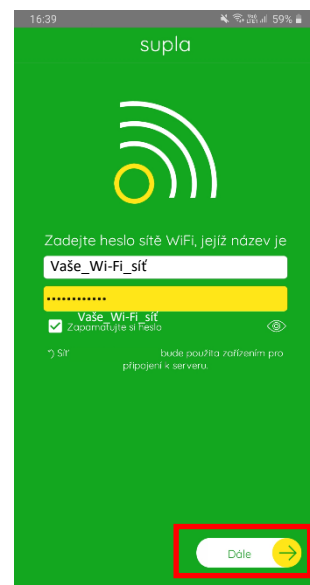 16:39 59%
supla
Zadejte heslo sítě WiFi, jejíž název je
Vaše_Wi-Fi_síť
••••••••••••
Vaše_Wi-Fi_síť
Zapamatujte si heslo
*) Síť bude použita zařízením pro
připojení k serveru.
Dále